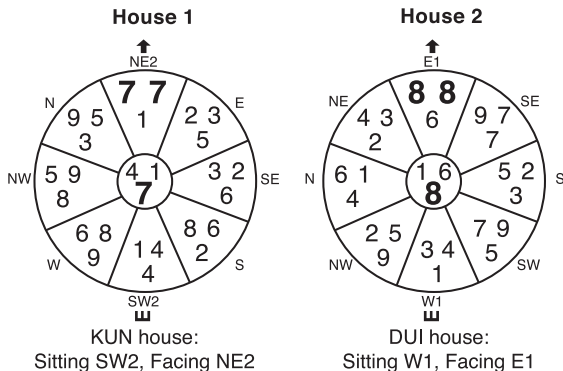 House 1
House 2
NE2
E1
7 7
1
8 8
6
N
E
NE
SE
9 5
3
2 3
5
4 3
2
9 7
7
NW
SE
N
S
5 9
8
4 1
7
3 2
6
6 1
4
1 6
8
5 2
3
6 8
9
1 4
4
8 6
2
2 5
9
3 4
1
7 9
5
W
S
NW
SW
SW2
W1
KUN house:
Sitting SW2, Facing NE2
DUI house:
Sitting W1, Facing E1